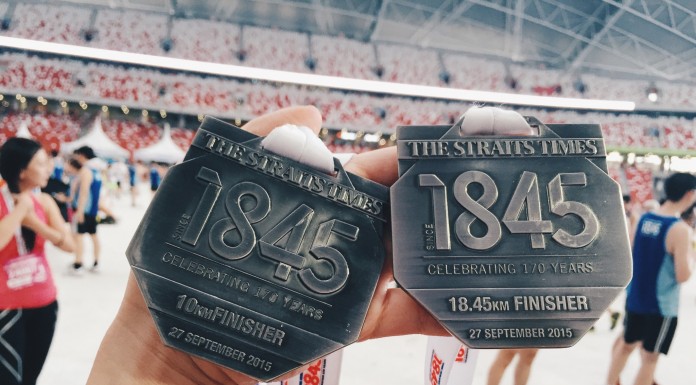 THE STRAITS TIMES
SINCE 1845
CELEBRATING 170 YEARS
10KM FINISHER
27 SEPTEMBER 2015
THE STRAITS TIMES
SINCE 1845
CELEBRATING 170 YEARS
18.45KM FINISHER
27 SEPTEMBER 2015